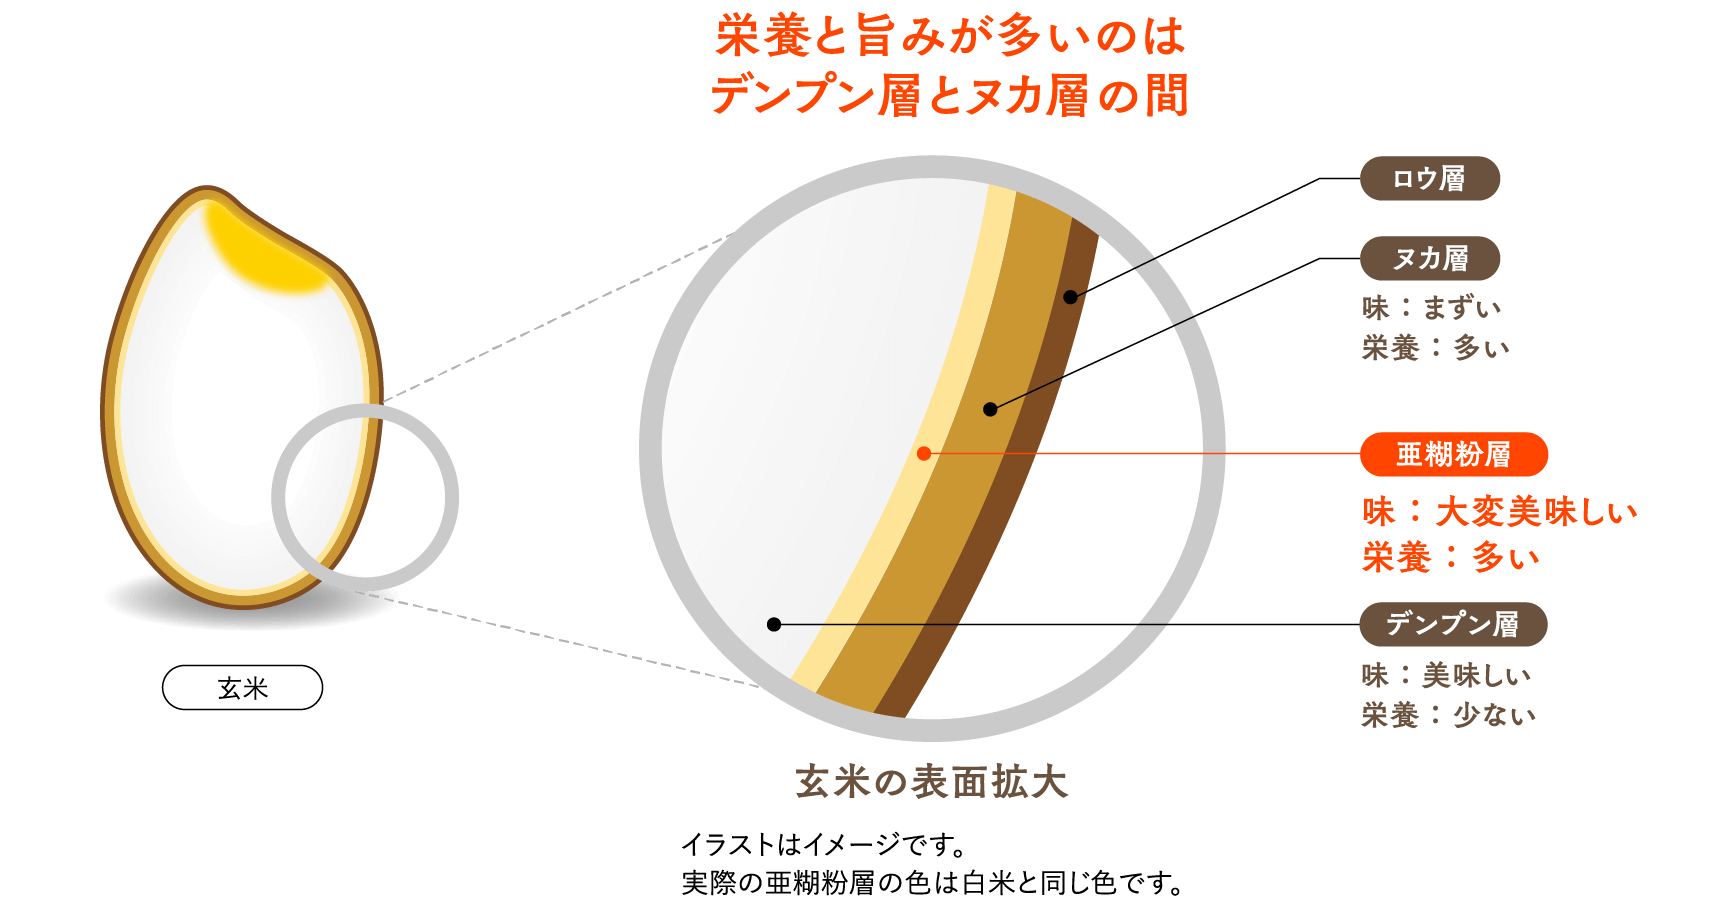 栄養と旨みが多いのは
デンプン層とヌカ層の間
ロウ層
ヌカ層
味：まずい
栄養：多い
亜糊粉層
味：大変美味しい
栄養：多い
デンプン層
味：美味しい
栄養：少ない
玄米
玄米の表面拡大
イラストはイメージです。
実際の亜糊粉層の色は白米と同じ色です。